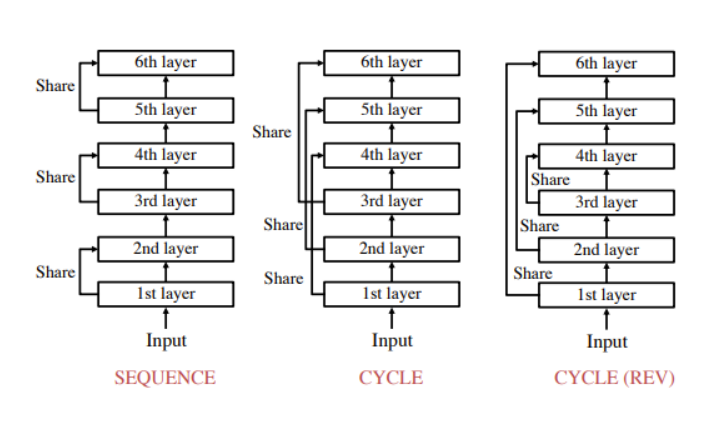 6th layer
Share
5th layer
4th layer
Share
3rd layer
2nd layer
Share
1st layer
Input
SEQUENCE
6th layer
5th layer
Share
4th layer
3rd layer
Share
2nd layer
Share
1st layer
Input
CYCLE
6th layer
5th layer
4th layer
Share
3rd layer
Share
2nd layer
Share
1st layer
Input
CYCLE (REV)